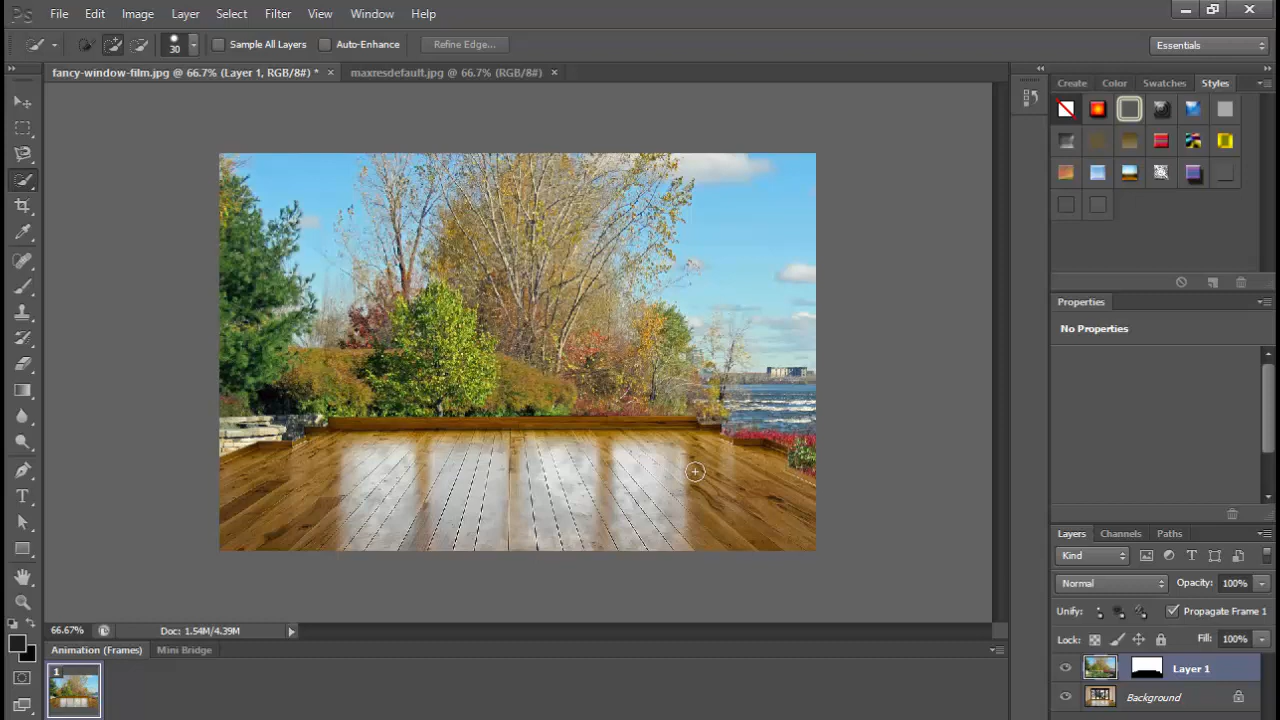 Ps File Edit Image Layer Select Filter View Window Help
30 Sample All Layers Auto-Enhance Refine Edge... Essentials
fancy-window-film.jpg @ 66.7% (Layer 1, RGB/8#) * × maxresdefault.jpg @ 66.7% (RGB/8#) ×
Create Color Swatches Styles
Properties
No Properties
Layers Channels Paths
Kind
Normal Opacity: 100%
Unify: Propagate Frame 1
Lock: Fill: 100%
Layer 1
Background
66.67% Doc: 1.54M/4.39M
Animation (Frames) Mini Bridge
1
T